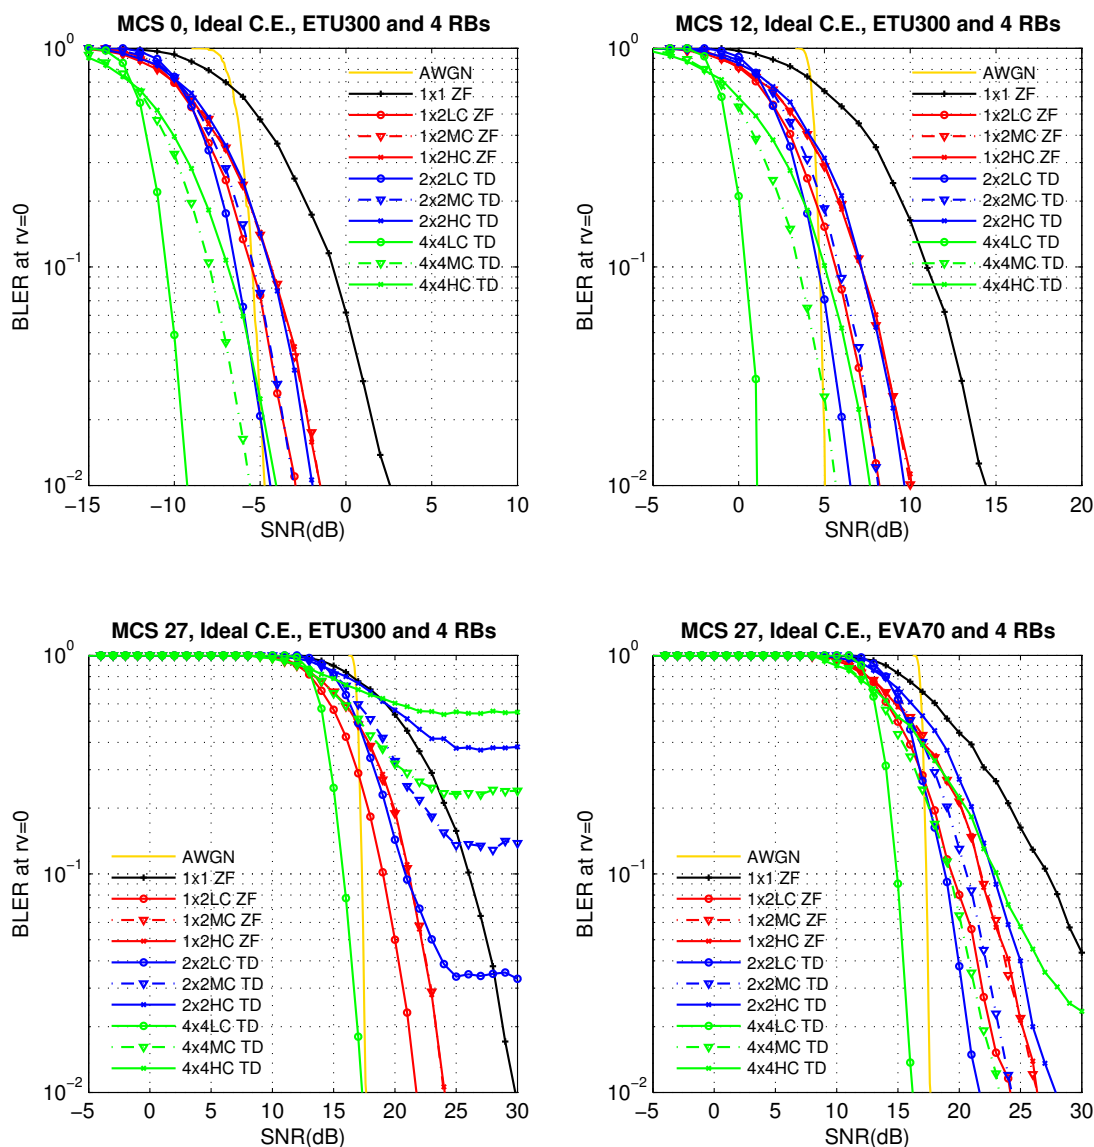 MCS 0, Ideal C.E., ETU300 and 4 RBs
10^0
10^-1
10^-2
BLER at rv=0
AWGN
1x1 ZF
1x2LC ZF
1x2MC ZF
1x2HC ZF
2x2LC TD
2x2MC TD
2x2HC TD
4x4LC TD
4x4MC TD
4x4HC TD
−15 −10 −5 0 5 10
SNR(dB)
MCS 12, Ideal C.E., ETU300 and 4 RBs
10^0
10^-1
10^-2
BLER at rv=0
AWGN
1x1 ZF
1x2LC ZF
1x2MC ZF
1x2HC ZF
2x2LC TD
2x2MC TD
2x2HC TD
4x4LC TD
4x4MC TD
4x4HC TD
−5 0 5 10 15 20
SNR(dB)
MCS 27, Ideal C.E., ETU300 and 4 RBs
10^0
10^-1
10^-2
BLER at rv=0
AWGN
1x1 ZF
1x2LC ZF
1x2MC ZF
1x2HC ZF
2x2LC TD
2x2MC TD
2x2HC TD
4x4LC TD
4x4MC TD
4x4HC TD
−5 0 5 10 15 20 25 30
SNR(dB)
MCS 27, Ideal C.E., EVA70 and 4 RBs
10^0
10^-1
10^-2
BLER at rv=0
AWGN
1x1 ZF
1x2LC ZF
1x2MC ZF
1x2HC ZF
2x2LC TD
2x2MC TD
2x2HC TD
4x4LC TD
4x4MC TD
4x4HC TD
−5 0 5 10 15 20 25 30
SNR(dB)